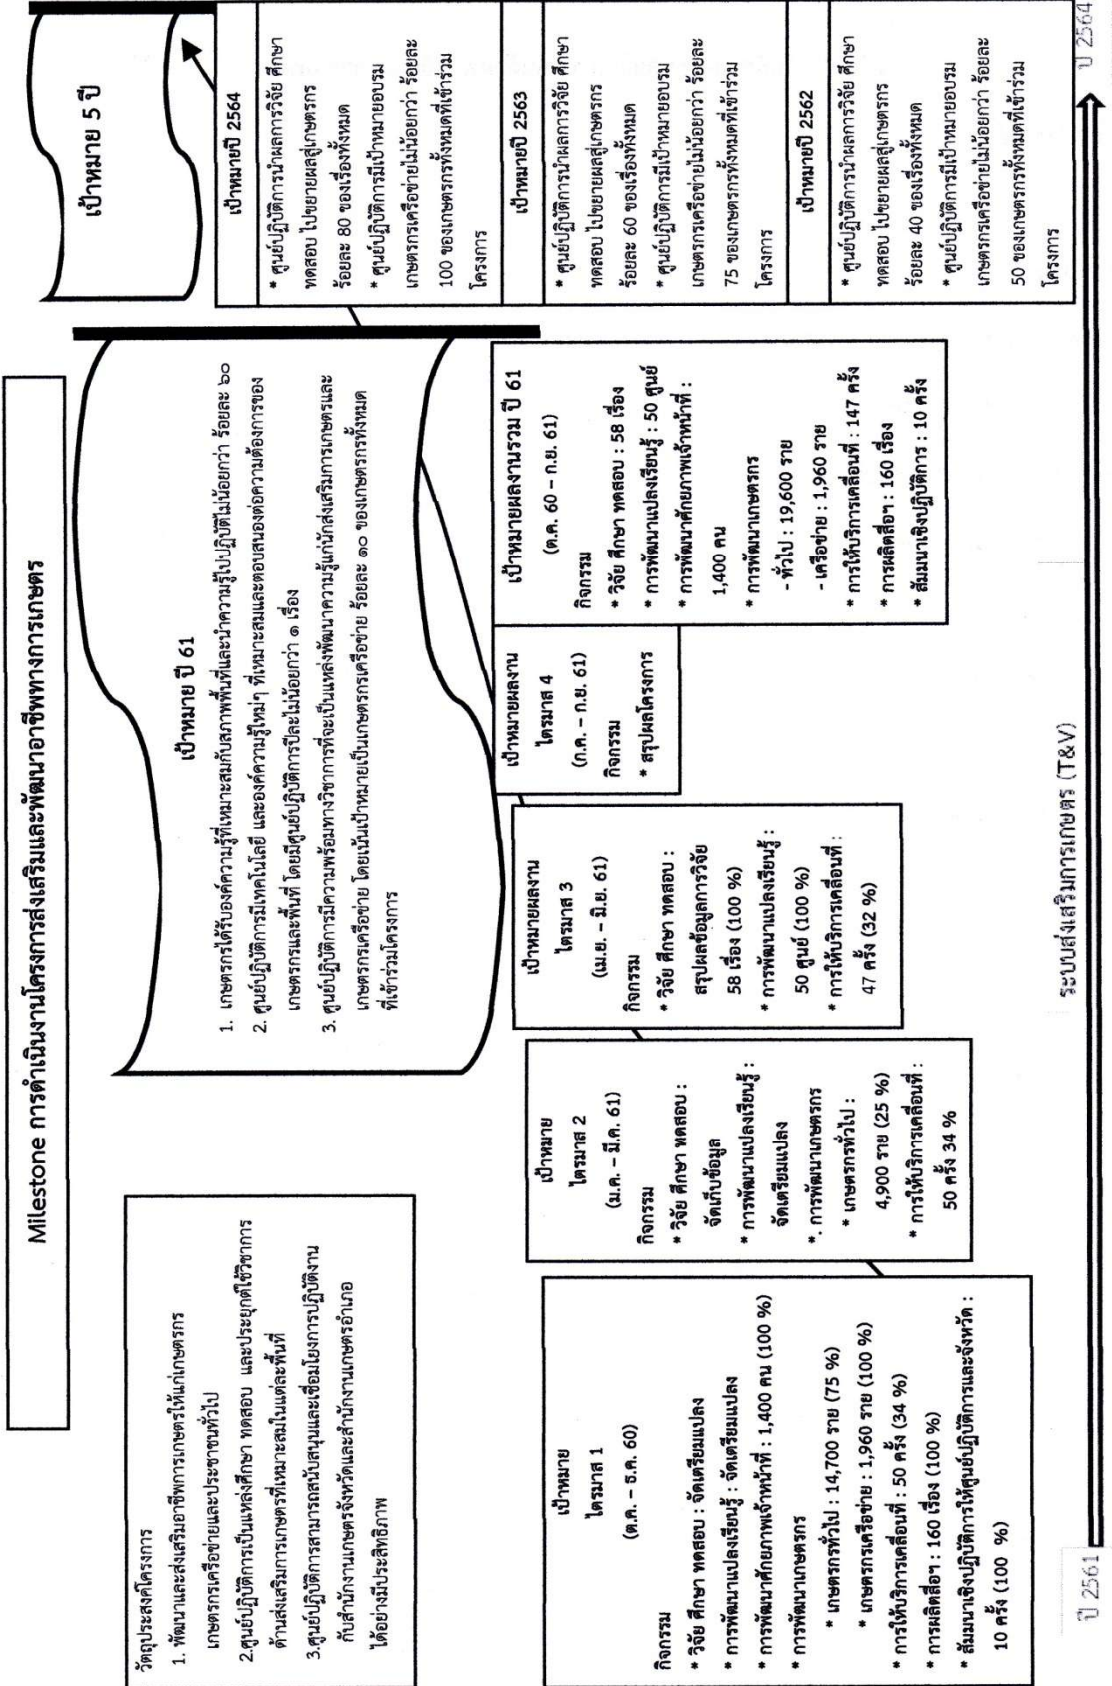 Milestone การดำเนินงานโครงการส่งเสริมและพัฒนาอาชีพทางการเกษตร
วัตถุประสงค์โครงการ
1. พัฒนาและส่งเสริมอาชีพการเกษตรให้แก่เกษตรกร
เกษตรกรเครือข่ายและประชาชนทั่วไป
2.ศูนย์ปฏิบัติการเป็นแหล่งศึกษา ทดสอบ และประยุกต์ใช้วิชาการ
ด้านส่งเสริมการเกษตรที่เหมาะสมในแต่ละพื้นที่
3.ศูนย์ปฏิบัติการสามารถสนับสนุนและเชื่อมโยงการปฏิบัติงาน
กับสำนักงานเกษตรจังหวัดและสำนักงานเกษตรอำเภอ
ได้อย่างมีประสิทธิภาพ
เป้าหมาย ปี 61
1. เกษตรกรได้รับองค์ความรู้ที่เหมาะสมกับสภาพพื้นที่และนำความรู้ไปปฏิบัติไม่น้อยกว่า ร้อยละ ๖๐
2. ศูนย์ปฏิบัติการมีเทคโนโลยี และองค์ความรู้ใหม่ๆ ที่เหมาะสมและตอบสนองต่อความต้องการของ
เกษตรกรและพื้นที่ โดยมีศูนย์ปฏิบัติการปีละไม่น้อยกว่า ๑ เรื่อง
3. ศูนย์ปฏิบัติการมีความพร้อมทางวิชาการที่จะเป็นแหล่งพัฒนาความรู้แก่นักส่งเสริมการเกษตรและ
เกษตรกรเครือข่าย โดยเน้นเป้าหมายเป็นเกษตรกรเครือข่าย ร้อยละ ๑๐ ของเกษตรกรทั้งหมด
ที่เข้าร่วมโครงการ
เป้าหมาย 5 ปี
เป้าหมาย
ไตรมาส 1
(ต.ค. – ธ.ค. 60)
กิจกรรม
* วิจัย ศึกษา ทดสอบ : จัดเตรียมแปลง
* การพัฒนาแปลงเรียนรู้ : จัดเตรียมแปลง
* การพัฒนาศักยภาพเจ้าหน้าที่ : 1,400 คน (100 %)
* การพัฒนาเกษตรกร
* เกษตรกรทั่วไป : 14,700 ราย (75 %)
* เกษตรกรเครือข่าย : 1,960 ราย (100 %)
* การให้บริการเคลื่อนที่ : 50 ครั้ง (34 %)
* การผลิตสื่อฯ : 160 เรื่อง (100 %)
* สัมมนาเชิงปฏิบัติการให้ศูนย์ปฏิบัติการและจังหวัด :
10 ครั้ง (100 %)
เป้าหมาย
ไตรมาส 2
(ม.ค. – มี.ค. 61)
กิจกรรม
* วิจัย ศึกษา ทดสอบ :
จัดเก็บข้อมูล
* การพัฒนาแปลงเรียนรู้ :
จัดเตรียมแปลง
*. การพัฒนาเกษตรกร
* เกษตรกรทั่วไป :
4,900 ราย (25 %)
* การให้บริการเคลื่อนที่ :
50 ครั้ง 34 %
เป้าหมายผลงาน
ไตรมาส 3
(เม.ย. – มิ.ย. 61)
กิจกรรม
* วิจัย ศึกษา ทดสอบ :
สรุปผลข้อมูลการวิจัย
58 เรื่อง (100 %)
* การพัฒนาแปลงเรียนรู้ :
50 ศูนย์ (100 %)
* การให้บริการเคลื่อนที่ :
47 ครั้ง (32 %)
เป้าหมายผลงาน
ไตรมาส 4
(ก.ค. – ก.ย. 61)
กิจกรรม
* สรุปผลโครงการ
เป้าหมายผลงานรวม ปี 61
(ต.ค. 60 – ก.ย. 61)
กิจกรรม
* วิจัย ศึกษา ทดสอบ : 58 เรื่อง
* การพัฒนาแปลงเรียนรู้ : 50 ศูนย์
* การพัฒนาศักยภาพเจ้าหน้าที่ :
1,400 คน
* การพัฒนาเกษตรกร
- ทั่วไป : 19,600 ราย
- เครือข่าย : 1,960 ราย
* การให้บริการเคลื่อนที่ : 147 ครั้ง
* การผลิตสื่อฯ : 160 เรื่อง
* สัมมนาเชิงปฏิบัติการ : 10 ครั้ง
เป้าหมายปี 2564
* ศูนย์ปฏิบัติการนำผลการวิจัย ศึกษา
ทดสอบ ไปขยายผลสู่เกษตรกร
ร้อยละ 80 ของเรื่องทั้งหมด
* ศูนย์ปฏิบัติการมีเป้าหมายอบรม
เกษตรกรเครือข่ายไม่น้อยกว่า ร้อยละ
100 ของเกษตรกรทั้งหมดที่เข้าร่วม
โครงการ
เป้าหมายปี 2563
* ศูนย์ปฏิบัติการนำผลการวิจัย ศึกษา
ทดสอบ ไปขยายผลสู่เกษตรกร
ร้อยละ 60 ของเรื่องทั้งหมด
* ศูนย์ปฏิบัติการมีเป้าหมายอบรม
เกษตรกรเครือข่ายไม่น้อยกว่า ร้อยละ
75 ของเกษตรกรทั้งหมดที่เข้าร่วม
โครงการ
เป้าหมายปี 2562
* ศูนย์ปฏิบัติการนำผลการวิจัย ศึกษา
ทดสอบ ไปขยายผลสู่เกษตรกร
ร้อยละ 40 ของเรื่องทั้งหมด
* ศูนย์ปฏิบัติการมีเป้าหมายอบรม
เกษตรกรเครือข่ายไม่น้อยกว่า ร้อยละ
50 ของเกษตรกรทั้งหมดที่เข้าร่วม
โครงการ
ปี 2561
ระบบส่งเสริมการเกษตร (T&V)
ปี 2564